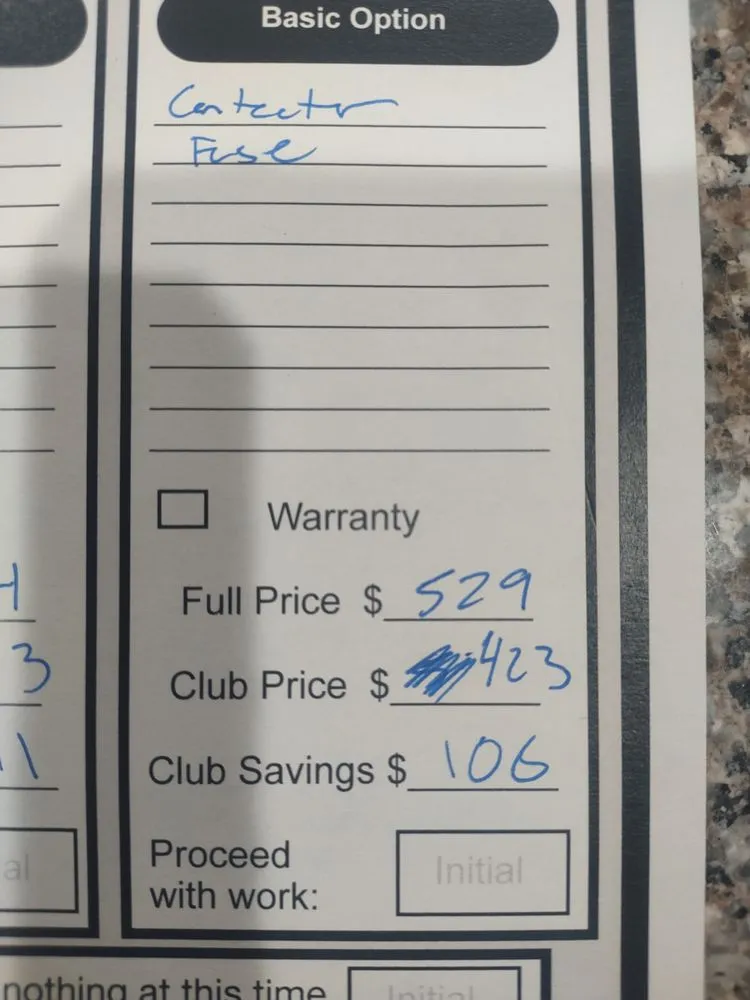 Basic Option
Contactor
Fuse
Warranty
Full Price $ 529
Club Price $ 423
Club Savings $ 106
Proceed
with work: Initial
nothing at this time Initial